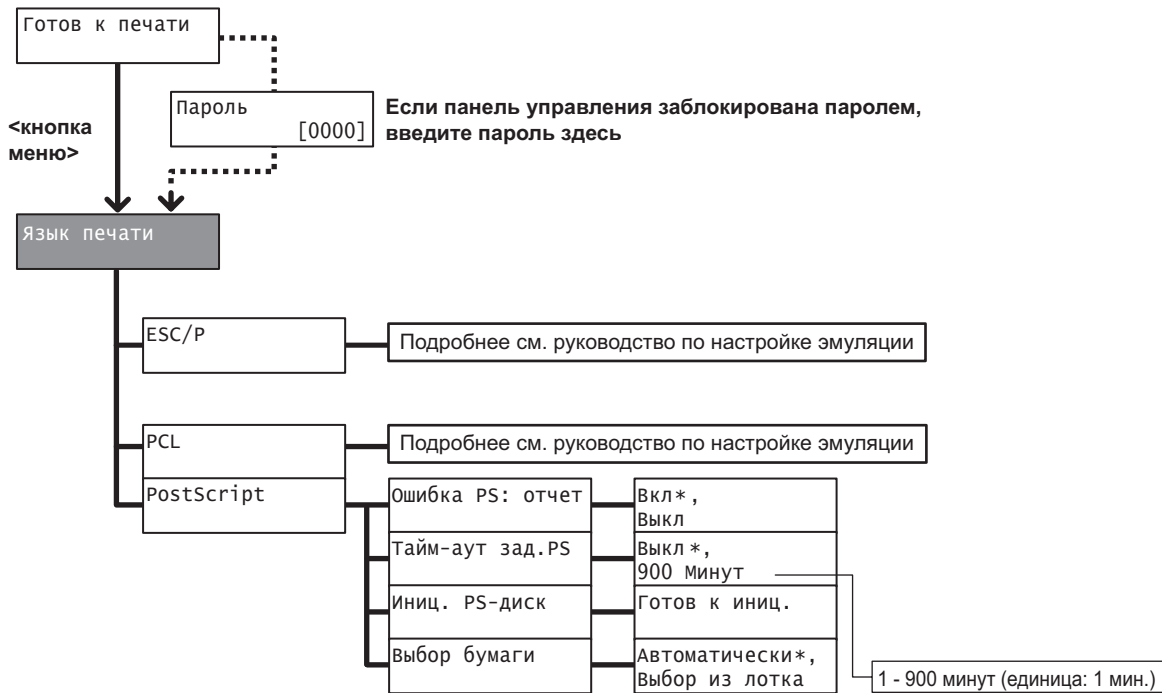 Готов к печати
Пароль
[0000]
Если панель управления заблокирована паролем,
введите пароль здесь
<кнопка
меню>
Язык печати
ESC/P
Подробнее см. руководство по настройке эмуляции
PCL
Подробнее см. руководство по настройке эмуляции
PostScript
Ошибка PS: отчет
Вкл*,
Выкл
Тайм-аут зад.PS
Выкл*,
900 Минут
Иниц. PS-диск
Готов к иниц.
Выбор бумаги
Автоматически*,
Выбор из лотка
1 - 900 минут (единица: 1 мин.)